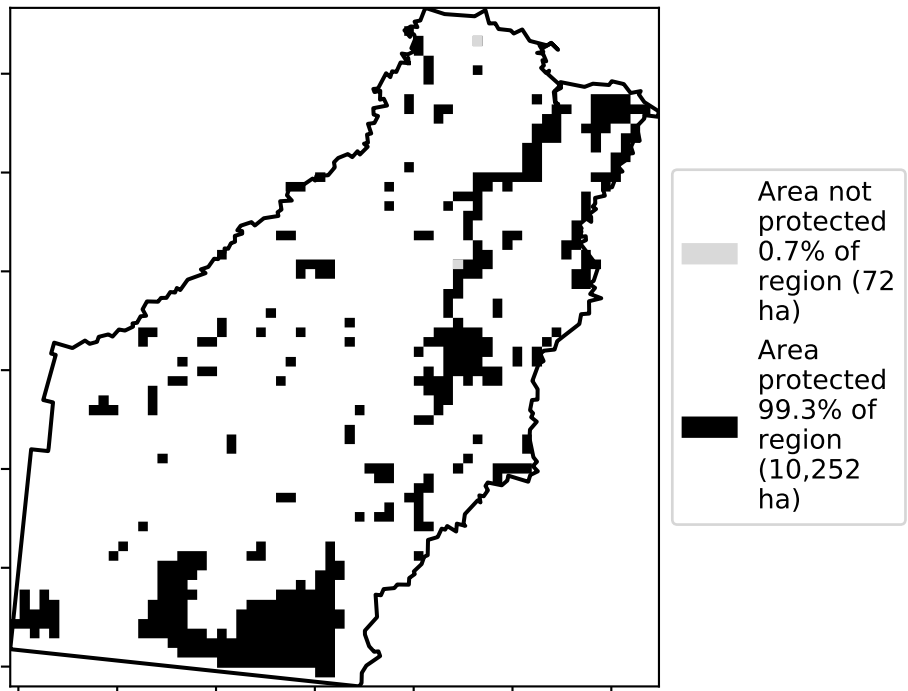 Area not
protected
0.7% of
region (72
ha)
Area
protected
99.3% of
region
(10,252
ha)